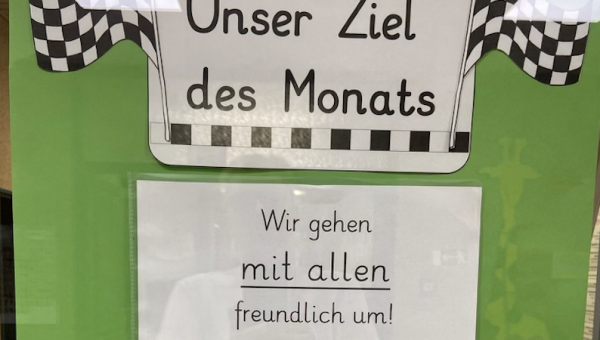 Unser Ziel
des Monats
Wir gehen
mit allen
freundlich um!